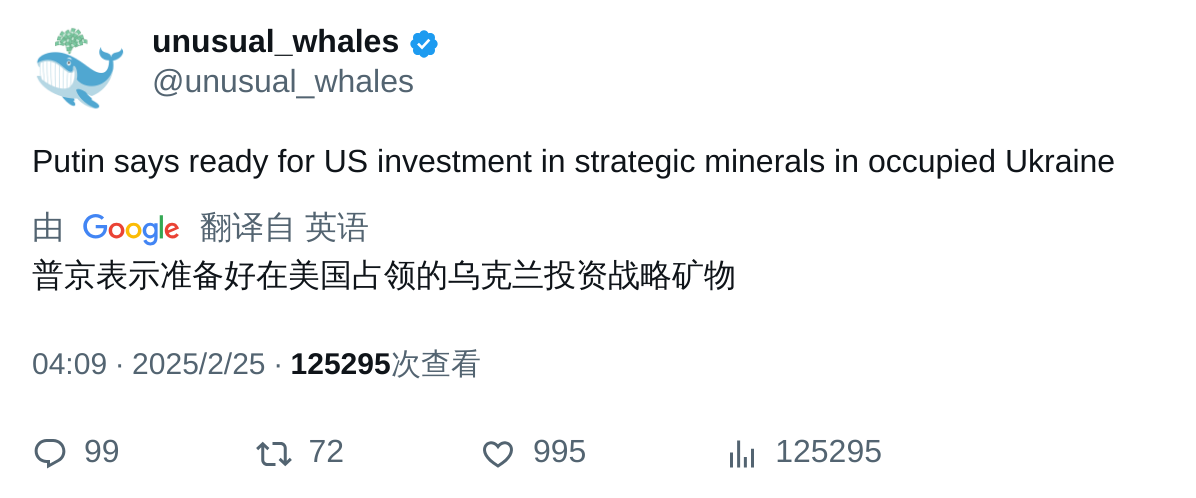 unusual_whales
@unusual_whales
Putin says ready for US investment in strategic minerals in occupied Ukraine
由 Google 翻译自 英语
普京表示准备好在美国占领的乌克兰投资战略矿物
04:09 · 2025/2/25 · 125295次查看
99 72 995 125295